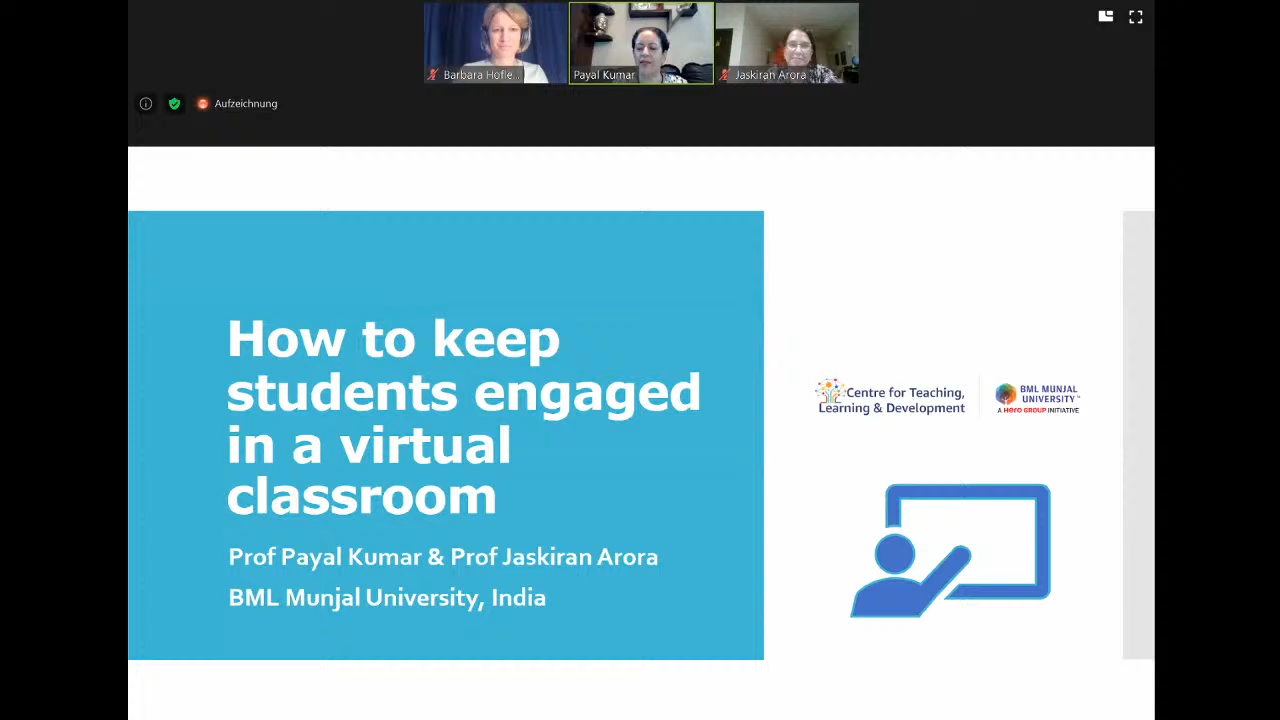 Barbara Hofle...
Payal Kumar
Jaskiran Arora
Aufzeichnung
How to keep
students engaged
in a virtual
classroom
Prof Payal Kumar & Prof Jaskiran Arora
BML Munjal University, India
Centre for Teaching,
Learning & Development
BML MUNJAL
UNIVERSITY™
A Hero GROUP INITIATIVE